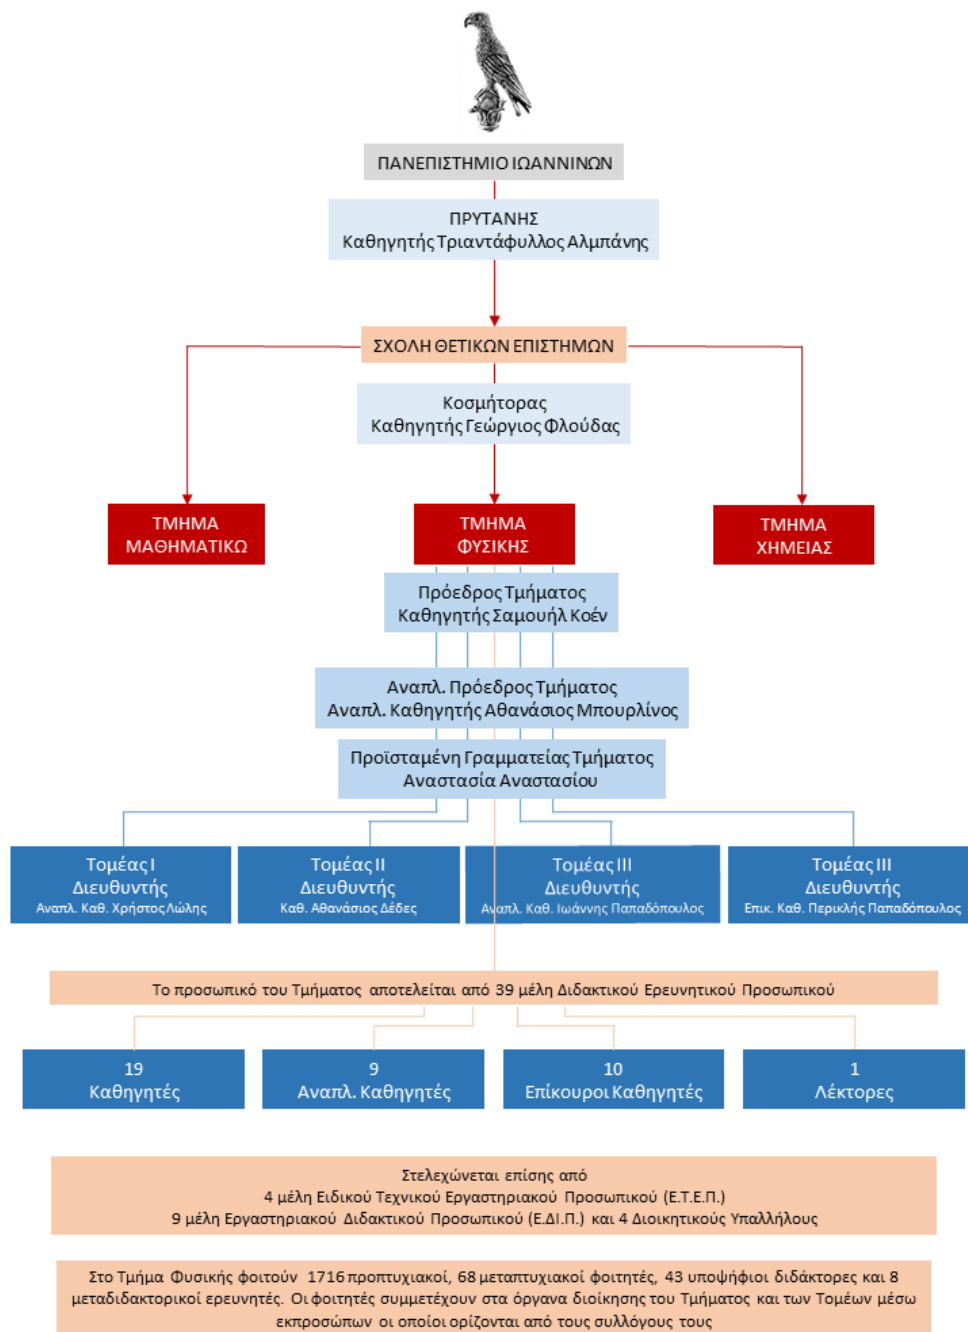 ΠΑΝΕΠΙΣΤΗΜΙΟ ΙΩΑΝΝΙΝΩΝ
ΠΡΥΤΑΝΗΣ
Καθηγητής Τριαντάφυλλος Αλμπάνης
ΣΧΟΛΗ ΘΕΤΙΚΩΝ ΕΠΙΣΤΗΜΩΝ
Κοσμήτορας
Καθηγητής Γεώργιος Φλούδας
ΤΜΗΜΑ
ΜΑΘΗΜΑΤΙΚΩ
ΤΜΗΜΑ
ΦΥΣΙΚΗΣ
ΤΜΗΜΑ
ΧΗΜΕΙΑΣ
Πρόεδρος Τμήματος
Καθηγητής Σαμουήλ Κοέν
Αναπλ. Πρόεδρος Τμήματος
Αναπλ. Καθηγητής Αθανάσιος Μπουρλίνος
Προϊσταμένη Γραμματείας Τμήματος
Αναστασία Αναστασίου
Τομέας Ι
Διευθυντής
Αναπλ. Καθ. Χρήστος Λώλης
Τομέας ΙΙ
Διευθυντής
Καθ. Αθανάσιος Δέδες
Τομέας ΙΙΙ
Διευθυντής
Αναπλ. Καθ. Ιωάννης Παπαδόπουλος
Τομέας ΙΙΙ
Διευθυντής
Επικ. Καθ. Περικλής Παπαδόπουλος
Το προσωπικό του Τμήματος αποτελείται από 39 μέλη Διδακτικού Ερευνητικού Προσωπικού
19
Καθηγητές
9
Αναπλ. Καθηγητές
10
Επίκουροι Καθηγητές
1
Λέκτορες
Στελεχώνεται επίσης από
4 μέλη Ειδικού Τεχνικού Εργαστηριακού Προσωπικού (Ε.Τ.Ε.Π.)
9 μέλη Εργαστηριακού Διδακτικού Προσωπικού (Ε.ΔΙ.Π.) και 4 Διοικητικούς Υπαλλήλους
Στο Τμήμα Φυσικής φοιτούν 1716 προπτυχιακοί, 68 μεταπτυχιακοί φοιτητές, 43 υποψήφιοι διδάκτορες και 8
μεταδιδακτορικοί ερευνητές. Οι φοιτητές συμμετέχουν στα όργανα διοίκησης του Τμήματος και των Τομέων μέσω
εκπροσώπων οι οποίοι ορίζονται από τους συλλόγους τους